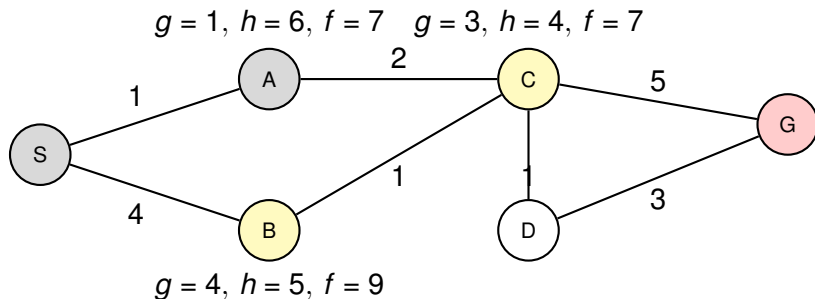 g = 1, h = 6, f = 7
g = 3, h = 4, f = 7
A
2
C
1
5
S
G
1
1
4
3
B
D
g = 4, h = 5, f = 9